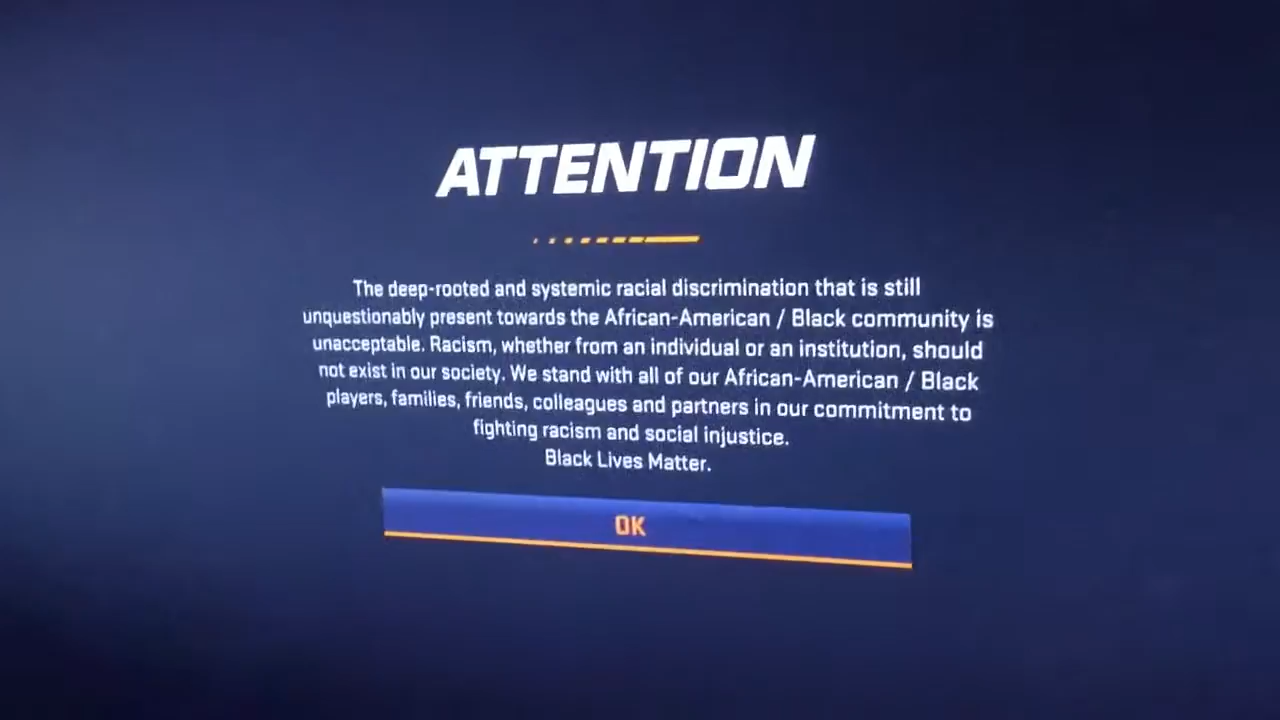 ATTENTION
The deep-rooted and systemic racial discrimination that is still
unquestionably present towards the African-American / Black community is
unacceptable. Racism, whether from an individual or an institution, should
not exist in our society. We stand with all of our African-American / Black
players, families, friends, colleagues and partners in our commitment to
fighting racism and social injustice.
Black Lives Matter.
OK